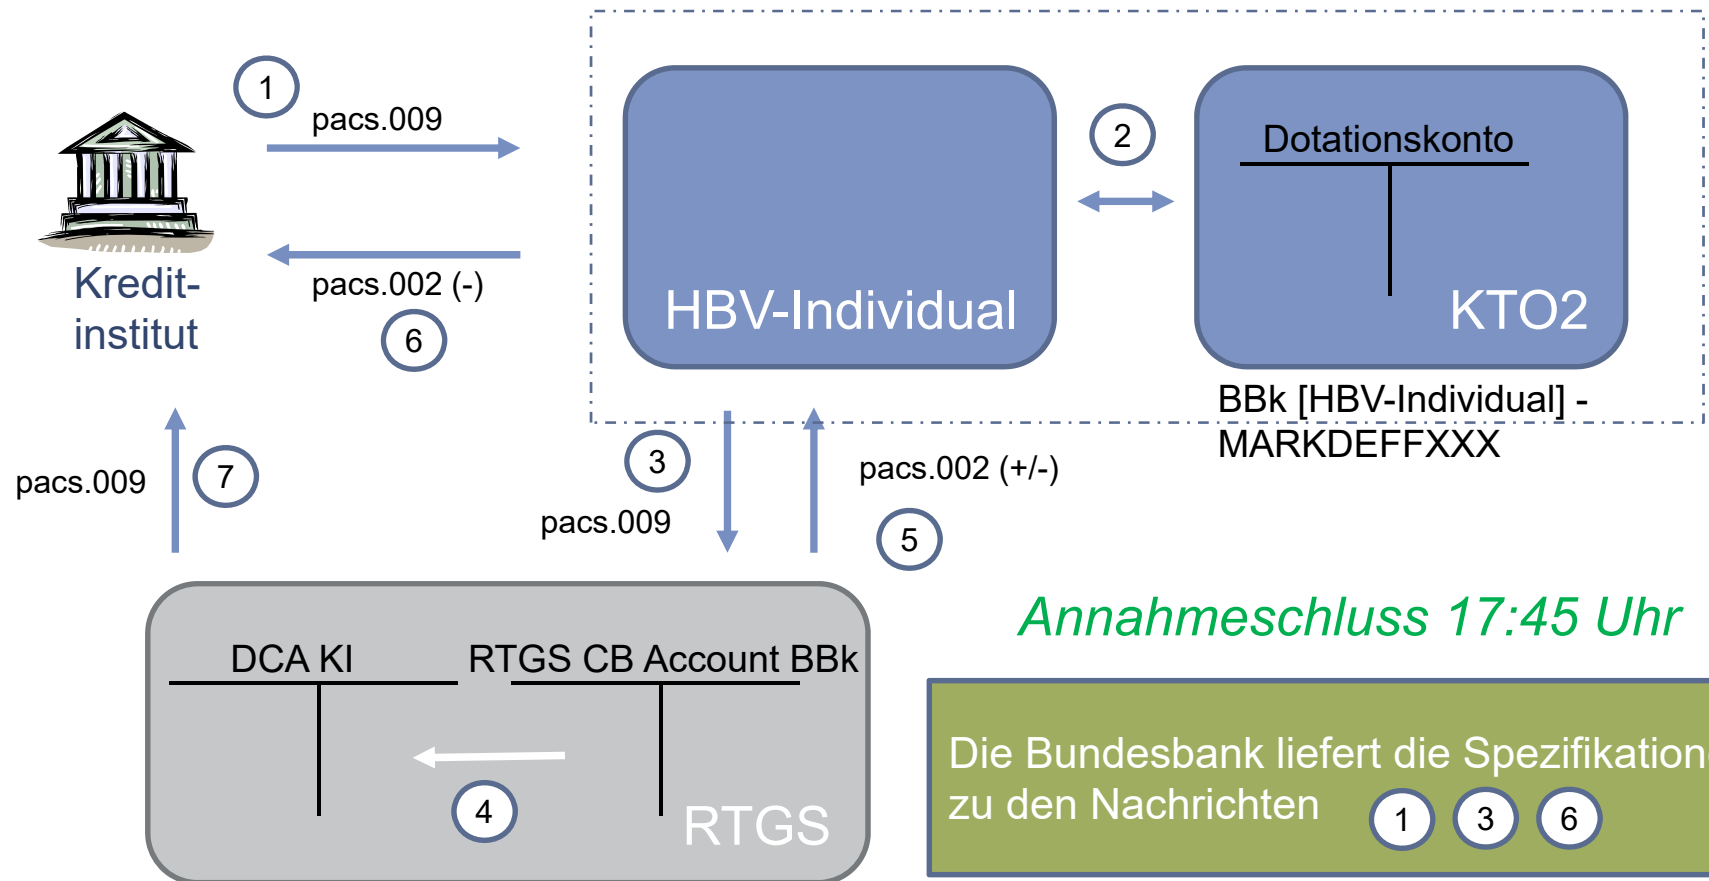 1
pacs.009
2
Dotationskonto
Kredit-
institut
pacs.002 (-)
6
HBV-Individual
KTO2
BBk [HBV-Individual] -
MARKDEFFXXX
pacs.009
7
3
pacs.009
pacs.002 (+/-)
5
Annahmeschluss 17:45 Uhr
DCA KI
RTGS CB Account BBk
4
RTGS
Die Bundesbank liefert die
zu den Nachrichten 1 3 6